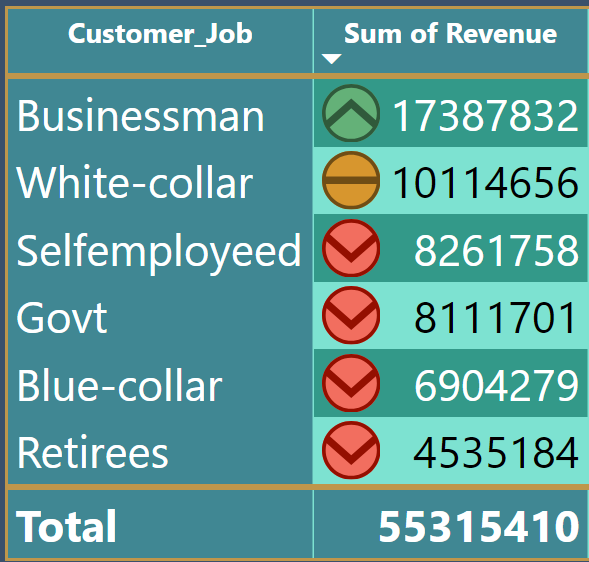 Customer_Job Sum of Revenue
Businessman 17387832
White-collar 10114656
Selfemployeed 8261758
Govt 8111701
Blue-collar 6904279
Retirees 4535184
Total 55315410